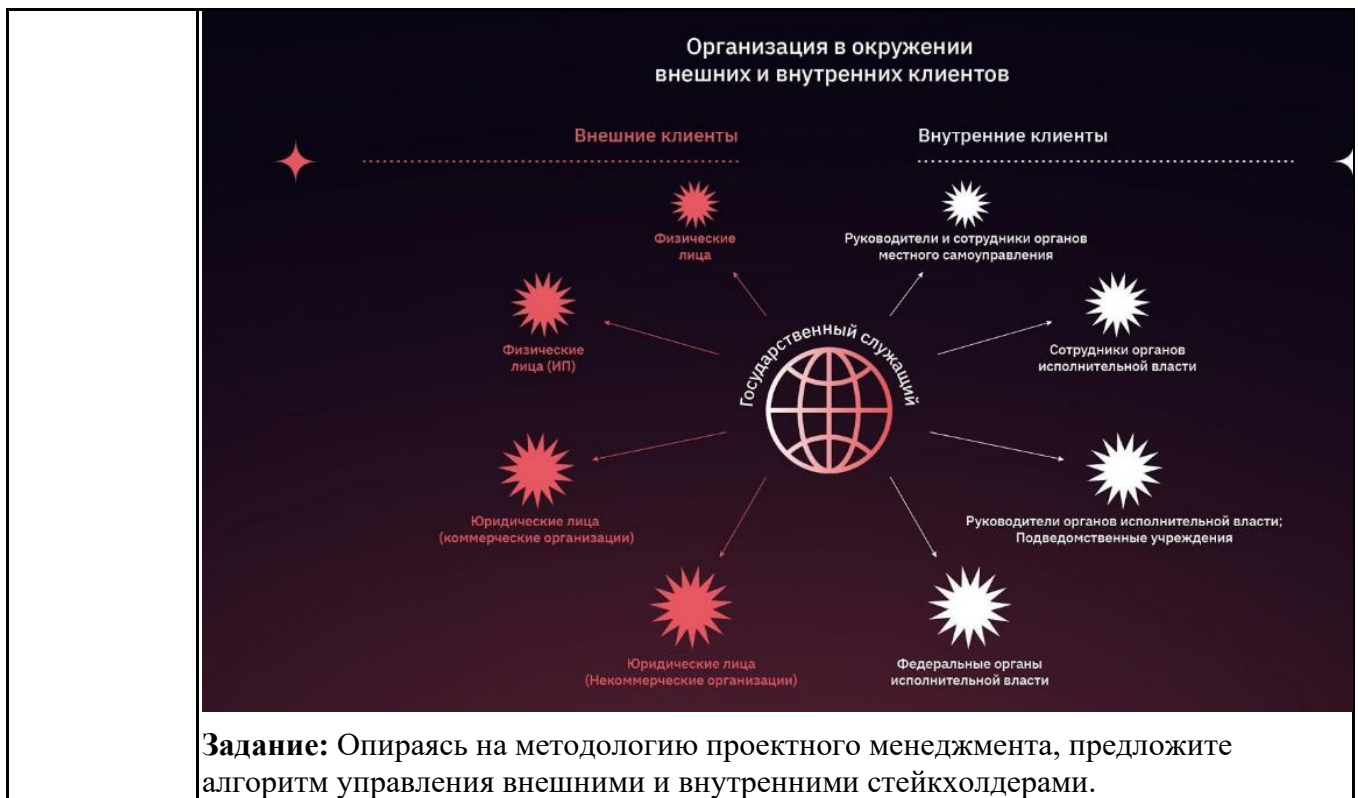 Организация в окружении
внешних и внутренних клиентов
Внешние клиенты
Внутренние клиенты
Физические
лица
Руководители и сотрудники органов
местного самоуправления
Физические
лица (ИП)
Государственный служащий
Сотрудники органов
исполнительной власти
Юридические лица
(коммерческие организации)
Руководители органов исполнительной власти;
Подведомственные учреждения
Юридические лица
(Некоммерческие организации)
Федеральные органы
исполнительной власти
Задание: Опираясь на методологию проектного менеджмента, предложите
алгоритм управления внешними и внутренними стейкхолдерами.